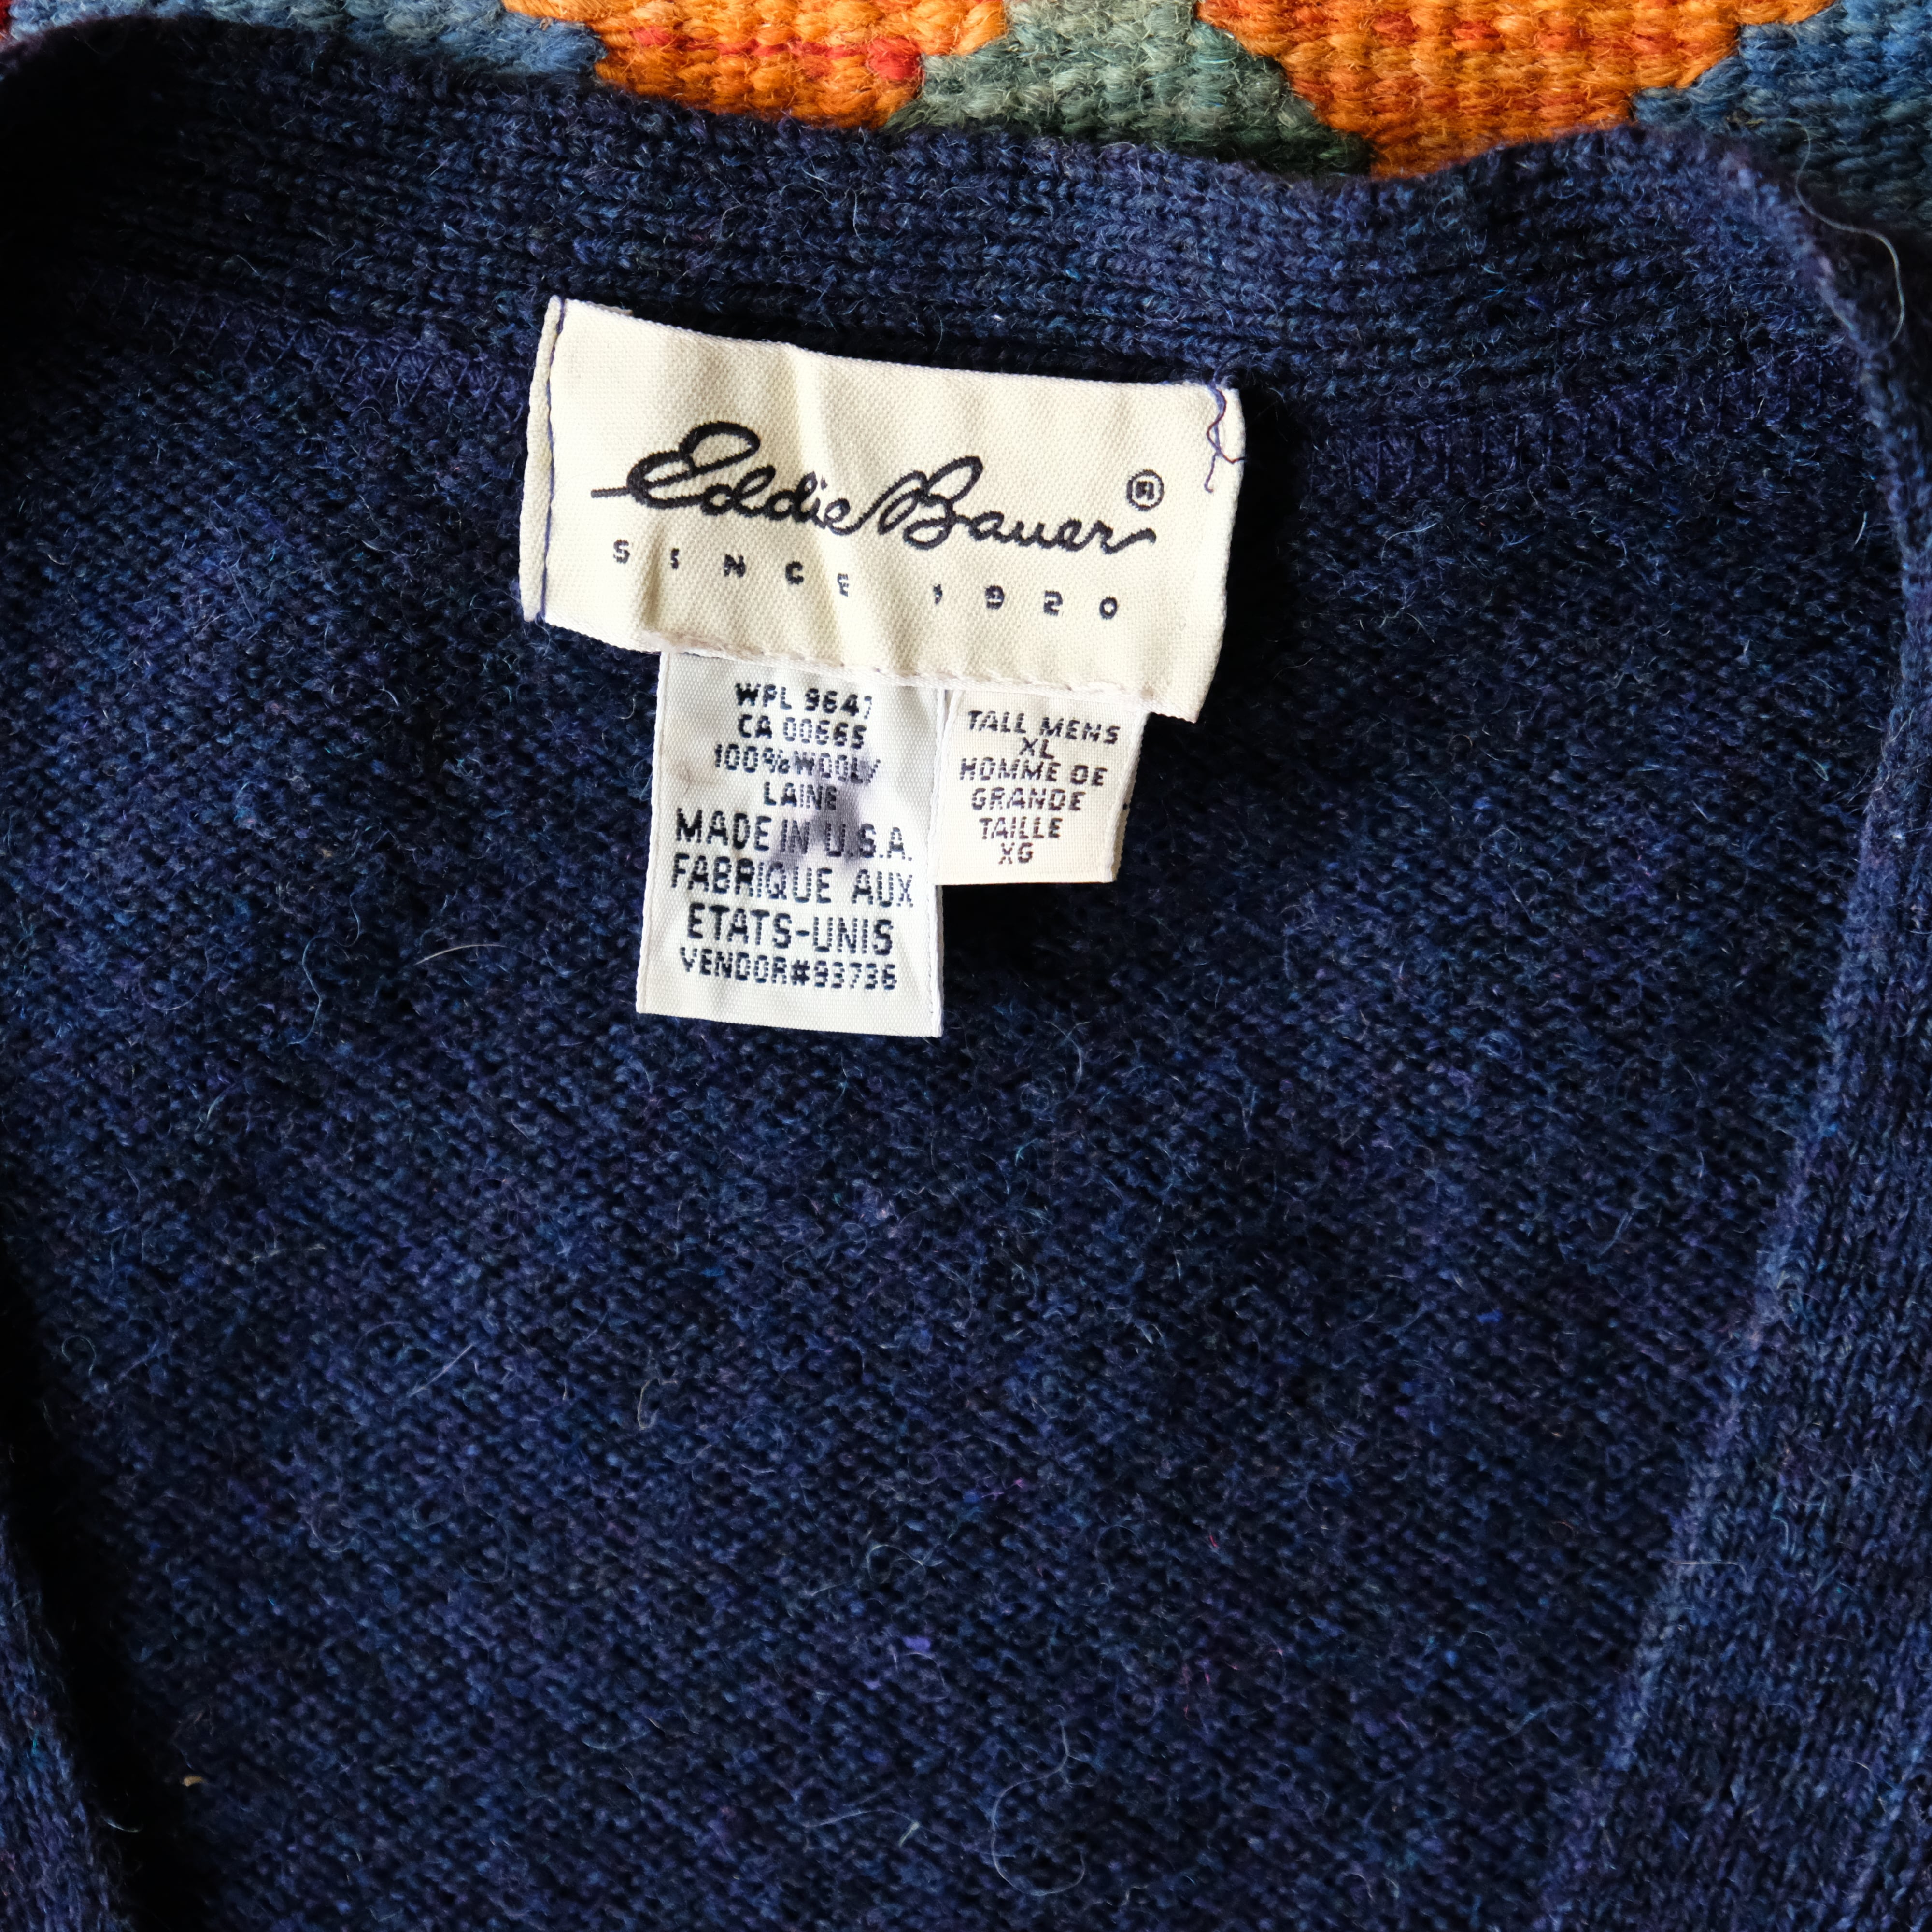 Eddie Bauer ®
SINCE 1920
WPL 9647
CA 00665
100% WOOL/
LAINE
MADE IN U.S.A.
FABRIQUE AUX
ETATS-UNIS
VENDOR#93736
TALL MENS
XL
HOMME DE
GRANDE
TAILLE
XG